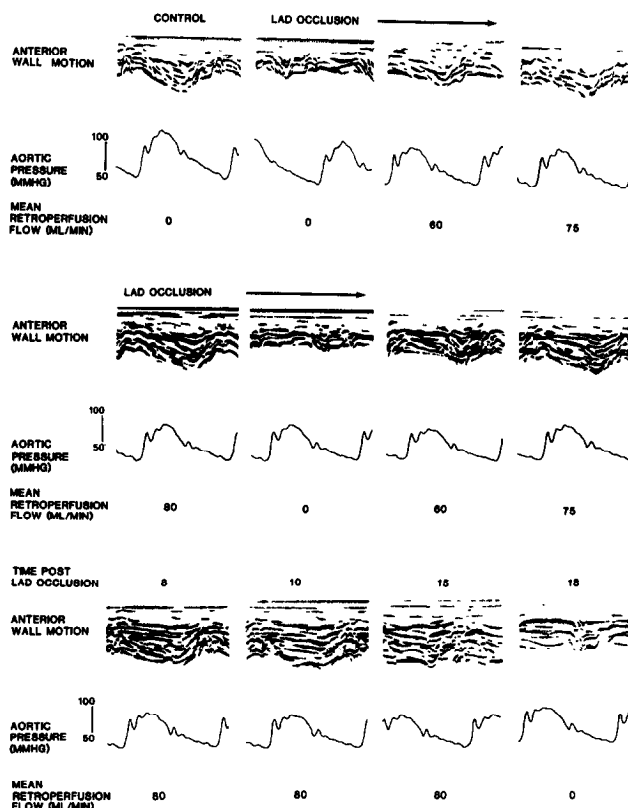 CONTROL LAD OCCLUSION
ANTERIOR
WALL MOTION
100
50
AORTIC
PRESSURE
(MMHG)
MEAN
RETROPERFUSION
FLOW (ML/MIN)
0 0 60 75
LAD OCCLUSION
ANTERIOR
WALL MOTION
100
50
AORTIC
PRESSURE
(MMHG)
MEAN
RETROPERFUSION
FLOW (ML/MIN)
80 0 60 75
TIME POST
LAD OCCLUSION
8 10 15 18
ANTERIOR
WALL MOTION
100
50
AORTIC
PRESSURE
(MMHG)
MEAN
RETROPERFUSION
FLOW (ML/MIN)
80 80 80 0